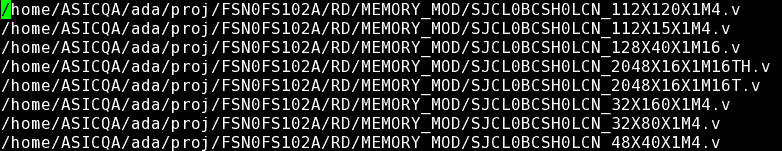 /home/ASICQA/ada/proj/FSN0FS102A/RD/MEMORY_MOD/SJCL0BCSH0LCN_112X120X1M4.v
/home/ASICQA/ada/proj/FSN0FS102A/RD/MEMORY_MOD/SJCL0BCSH0LCN_112X15X1M4.v
/home/ASICQA/ada/proj/FSN0FS102A/RD/MEMORY_MOD/SJCL0BCSH0LCN_128X40X1M16.v
/home/ASICQA/ada/proj/FSN0FS102A/RD/MEMORY_MOD/SJCL0BCSH0LCN_2048X16X1M16TH.v
/home/ASICQA/ada/proj/FSN0FS102A/RD/MEMORY_MOD/SJCL0BCSH0LCN_2048X16X1M16T.v
/home/ASICQA/ada/proj/FSN0FS102A/RD/MEMORY_MOD/SJCL0BCSH0LCN_32X160X1M4.v
/home/ASICQA/ada/proj/FSN0FS102A/RD/MEMORY_MOD/SJCL0BCSH0LCN_32X80X1M4.v
/home/ASICQA/ada/proj/FSN0FS102A/RD/MEMORY_MOD/SJCL0BCSH0LCN_48X40X1M4.v